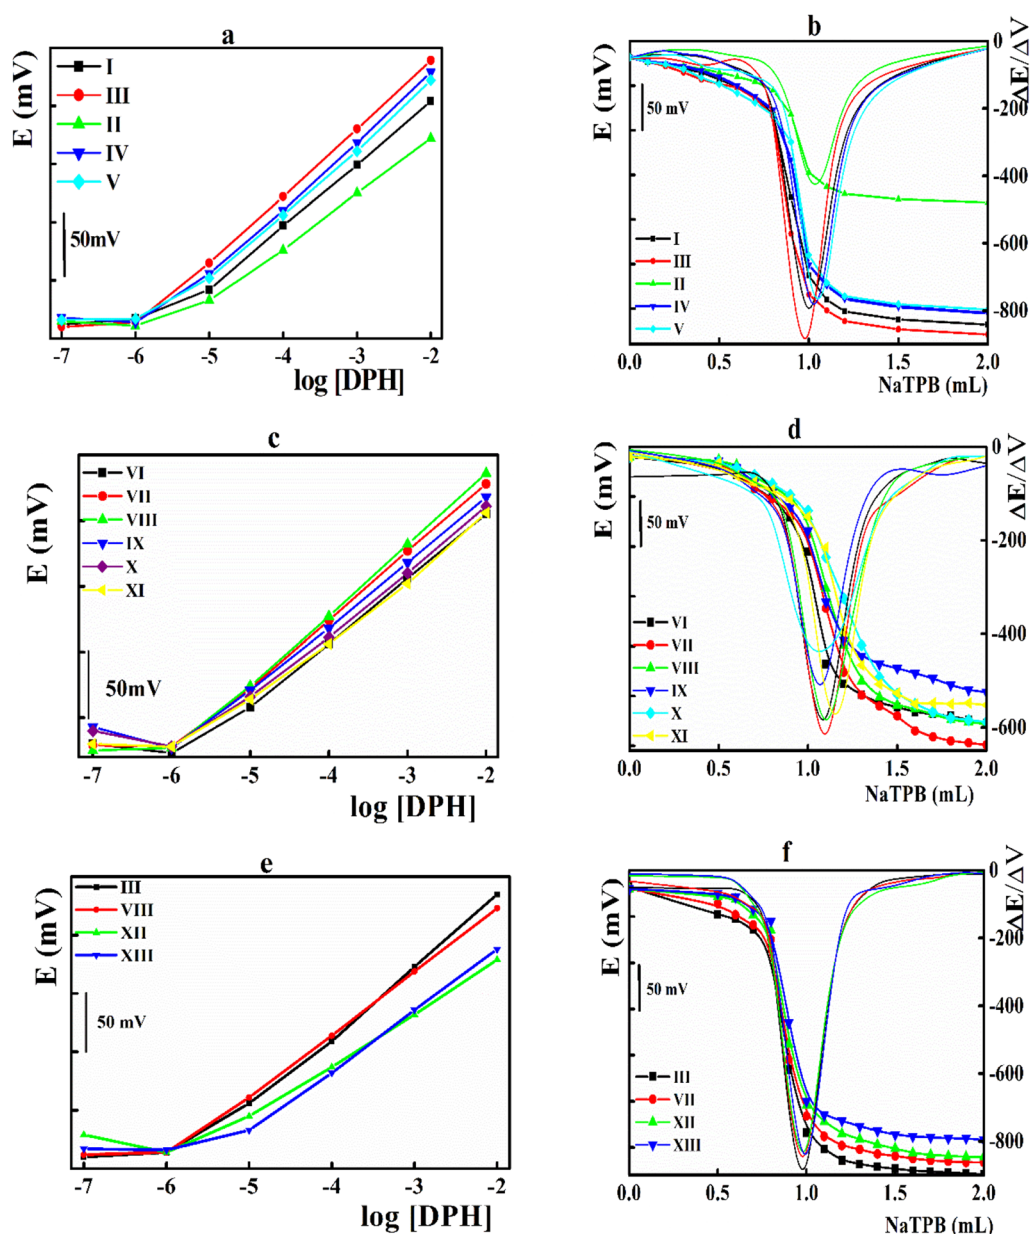 a
E (mV)
I
III
II
IV
V
50mV
-7 -6 -5 -4 -3 -2
log [DPH]
b
E (mV)
50 mV
I
III
II
IV
V
0
-200
-400
-600
-800
ΔE/ΔV
0.0 0.5 1.0 1.5 2.0
NaTPB (mL)
c
E (mV)
VI
VII
VIII
IX
X
XI
50mV
-7 -6 -5 -4 -3 -2
log [DPH]
d
E (mV)
50 mV
VI
VII
VIII
IX
X
XI
0
-200
-400
-600
ΔE/ΔV
0.0 0.5 1.0 1.5 2.0
NaTPB (mL)
e
E (mV)
III
VIII
XII
XIII
50 mV
-7 -6 -5 -4 -3 -2
log [DPH]
f
E (mV)
50 mV
III
VII
XII
XIII
0
-200
-400
-600
-800
ΔE/ΔV
0.0 0.5 1.0 1.5 2.0
NaTPB (mL)